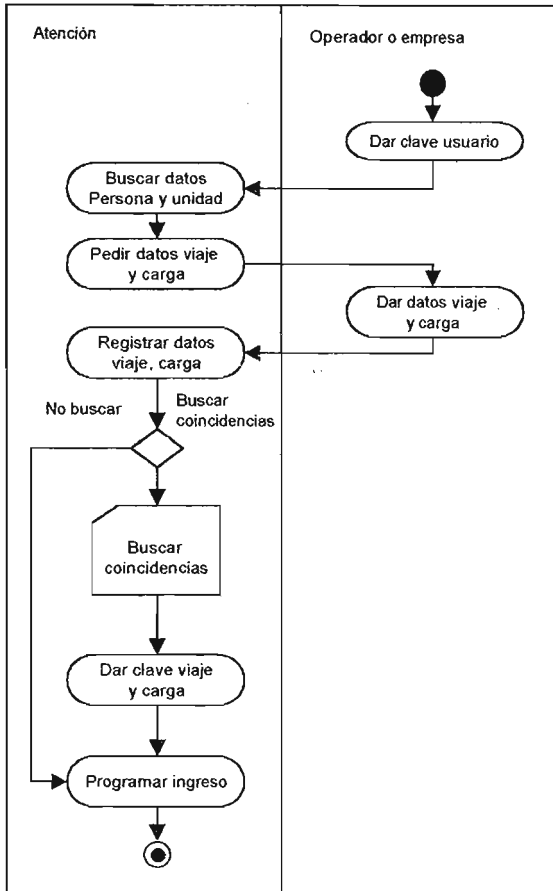 Atención
Operador o empresa
Dar clave usuario
Buscar datos
Persona y unidad
Pedir datos viaje
y carga
Dar datos viaje
y carga
Registrar datos
viaje, carga
No buscar
Buscar
coincidencias
Buscar
coincidencias
Dar clave viaje
y carga
Programar ingreso